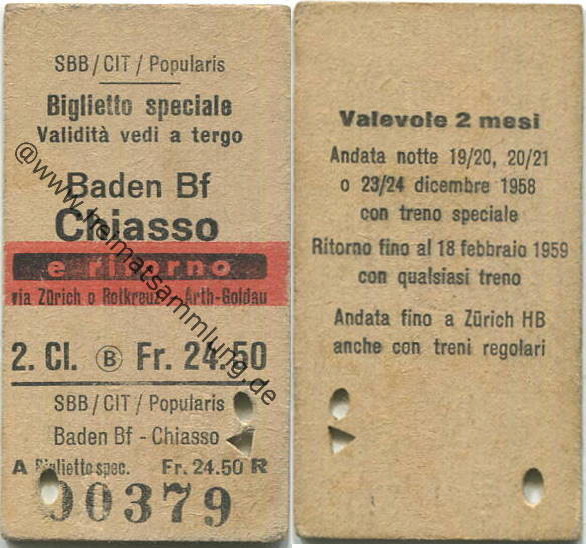 SBB / CIT / Popularis
Biglietto speciale
Validità vedi a tergo
Baden Bf
Chiasso
e ritorno
via Zürich o Rotkreuz - Arth-Goldau
2. Cl. B Fr. 24.50
SBB / CIT / Popularis
Baden Bf - Chiasso
A Biglietto spec. Fr. 24.50 R
00379
@www.heimatsammlung.de
Valevole 2 mesi
Andata notte 19/20, 20/21
o 23/24 dicembre 1958
con treno speciale
Ritorno fino al 18 febbraio 1959
con qualsiasi treno
Andata fino a Zürich HB
anche con treni regolari